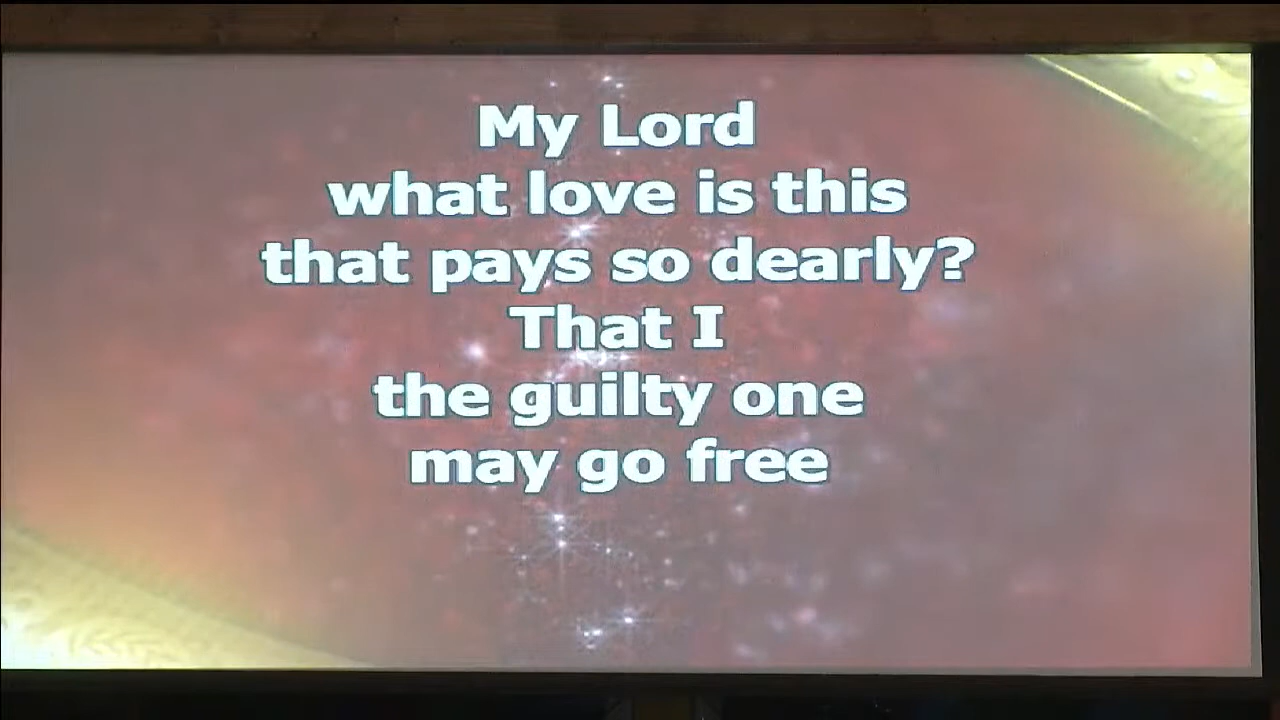 My Lord
what love is this
that pays so dearly?
That I
the guilty one
may go free